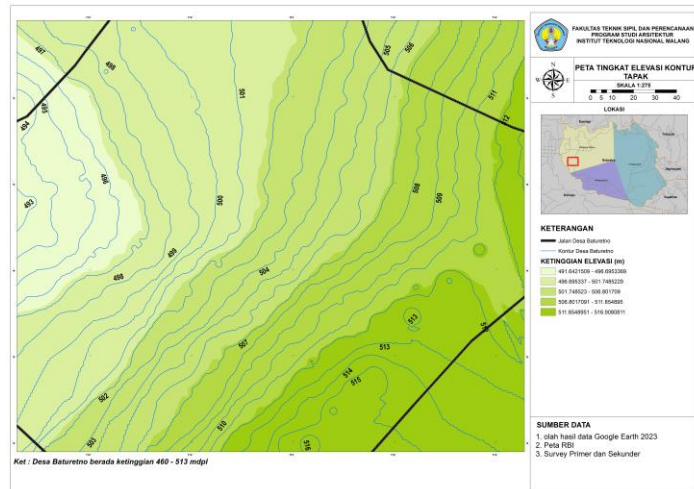 FAKULTAS TEKNIK SIPIL DAN PERENCANAAN
PROGRAM STUDI ARSITEKTUR
INSTITUT TEKNOLOGI NASIONAL MALANG
N
W E
S
PETA TINGKAT ELEVASI KONTUR
TAPAK
SKALA 1:275
0 5 10 20 30 40
LOKASI
KETERANGAN
Jalan Desa Baturetno
Kontur Desa Baturetno
KETINGGIAN ELEVASI (m)
491.6421509 - 496.6953369
496.695337 - 501.7485229
501.748523 - 506.801709
506.8017091 - 511.854895
511.8548951 - 516.9080811
SUMBER DATA
1. olah hasil data Google Earth 2023
2. Peta RBI
3. Survey Primer dan Sekunder
497
498
505
506
501
511
512
495
494
496
493
508
509
500
499
498
504
513
507
513
514
515
502
503
510
516
Ket : Desa Baturetno berada ketinggian 460 - 513 mdpl